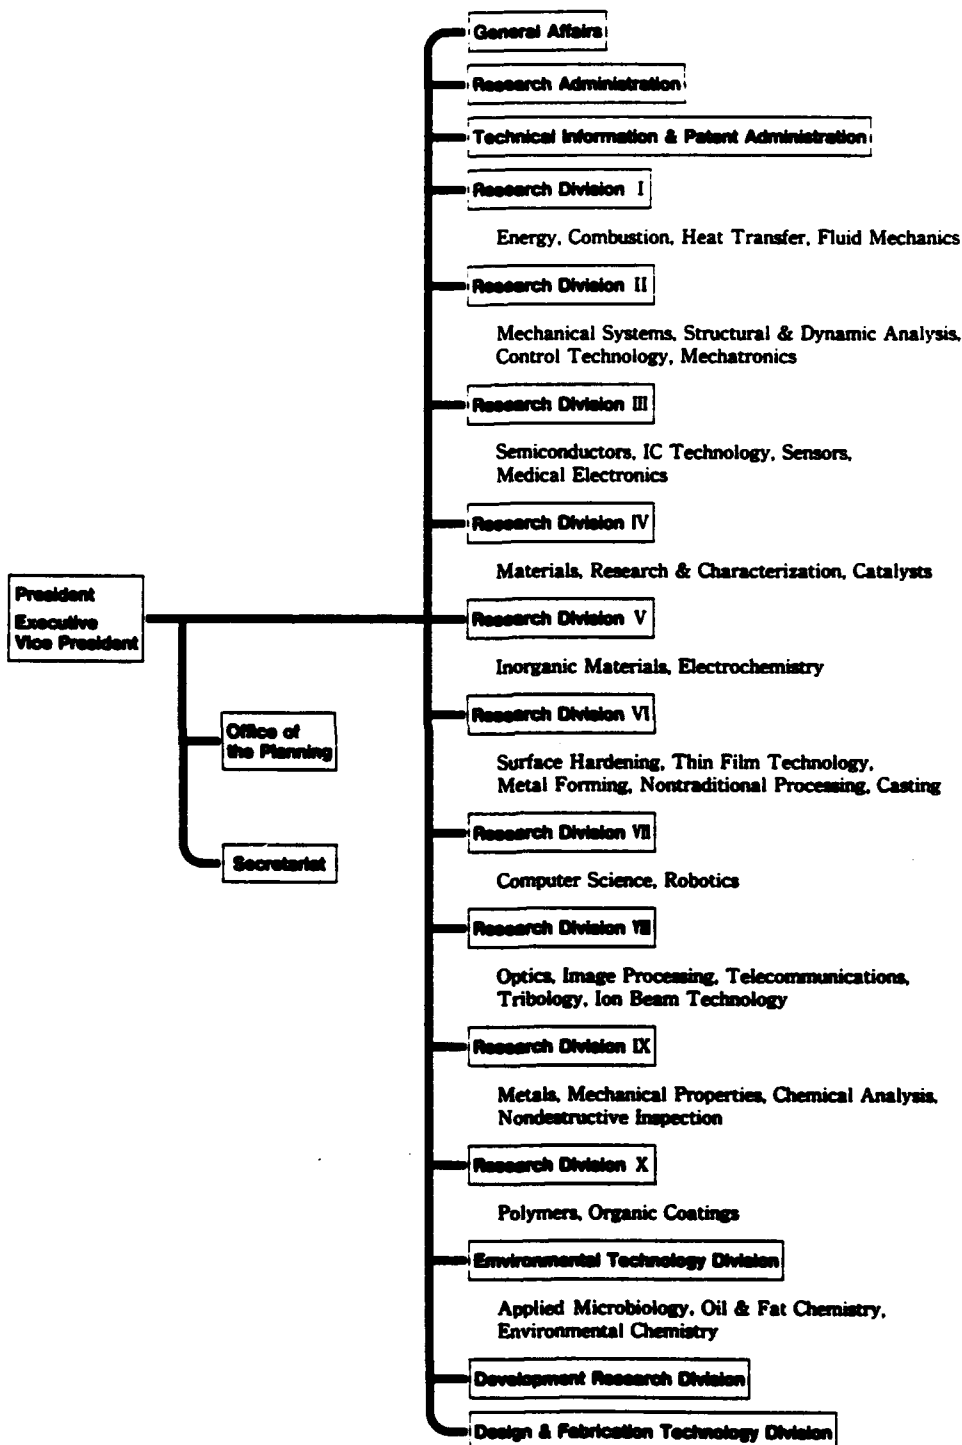 General Affairs
Research Administration
Technical Information & Patent Administration
Research Division I
Energy, Combustion, Heat Transfer, Fluid Mechanics
Research Division II
Mechanical Systems, Structural & Dynamic Analysis,
Control Technology, Mechatronics
Research Division III
Semiconductors, IC Technology, Sensors,
Medical Electronics
Research Division IV
Materials, Research & Characterization, Catalysts
President
Executive
Vice President
Research Division V
Inorganic Materials, Electrochemistry
Research Division VI
Office of
the Planning
Surface Hardening, Thin Film Technology,
Metal Forming, Nontraditional Processing, Casting
Research Division VII
Secretariat
Computer Science, Robotics
Research Division VIII
Optics, Image Processing, Telecommunications,
Tribology, Ion Beam Technology
Research Division IX
Metals, Mechanical Properties, Chemical Analysis,
Nondestructive Inspection
Research Division X
Polymers, Organic Coatings
Environmental Technology Division
Applied Microbiology, Oil & Fat Chemistry,
Environmental Chemistry
Development Research Division
Design & Fabrication Technology Division